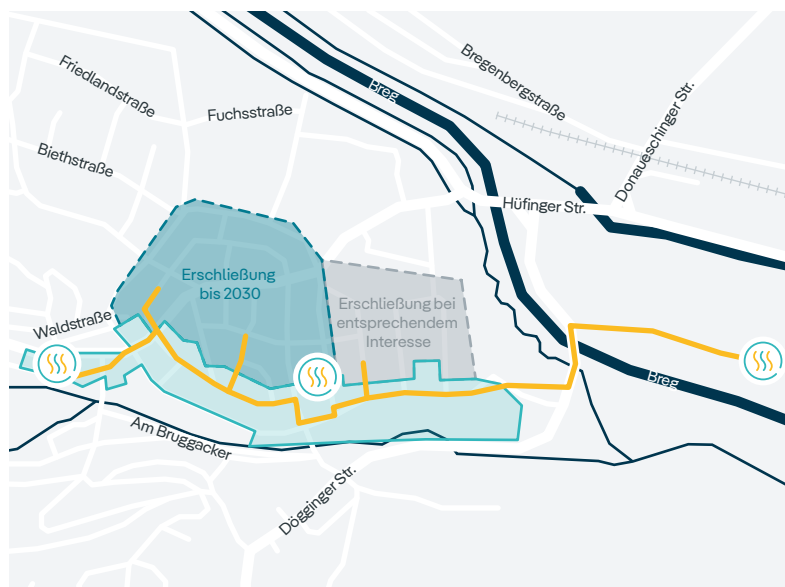 Bregenbergstraße
Friedlandstraße
Breg
Fuchsstraße
Donaueschinger Str.
Biethstraße
Hüfinger Str.
Erschließung
bis 2030
Erschließung bei
entsprechendem
Interesse
Waldstraße
Breg
Am Bruggacker
Dögginger Str.